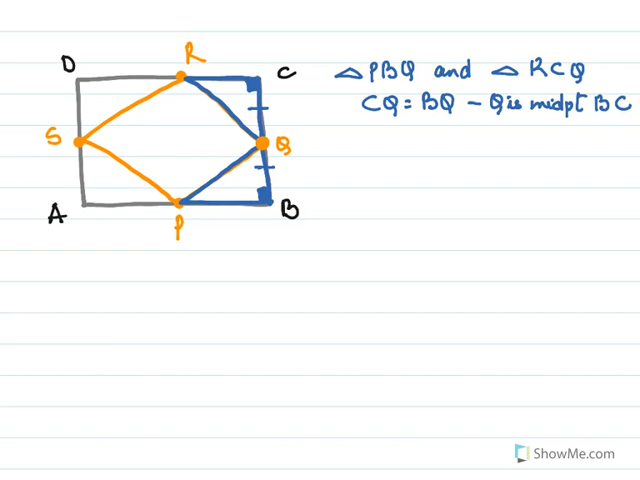 R
D
C
△ PBQ and △ RCQ
CQ = BQ - Q is midpt BC
S
Q
A
B
P
ShowMe.com